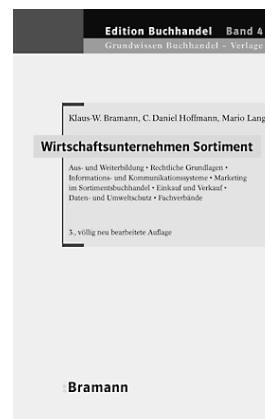 Edition Buchhandel Band 4
Grundwissen Buchhandel – Verlage
Klaus-W. Bramann, C. Daniel Hoffmann, Mario Lang
Wirtschaftsunternehmen Sortiment
Aus- und Weiterbildung • Rechtliche Grundlagen •
Informations- und Kommunikationssysteme • Marketing
im Sortimentsbuchhandel • Einkauf und Verkauf •
Daten- und Umweltschutz • Fachverbände
3., völlig neu bearbeitete Auflage
Bramann